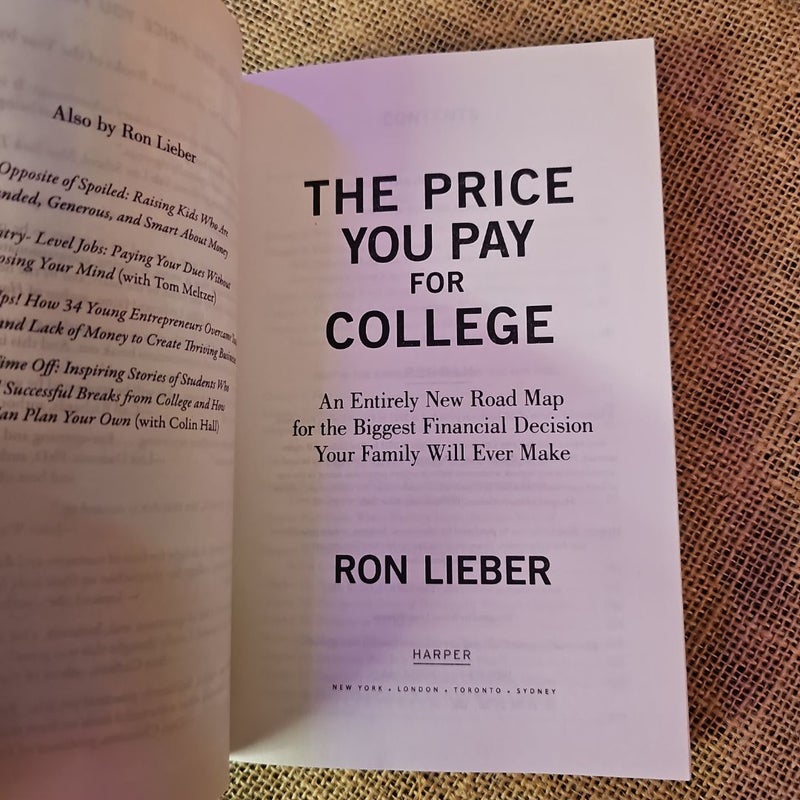 Also by Ron Lieber
Opposite of Spoiled: Raising Kids Who Are
nded, Generous, and Smart About Money
try- Level Jobs: Paying Your Dues Without
osing Your Mind (with Tom Meltzer)
ps! How 34 Young Entrepreneurs Overcame
and Lack of Money to Create Thriving
ime Off: Inspiring Stories of Students Who
Successful Breaks from College and How
an Plan Your Own (with Colin Hall)
THE PRICE
YOU PAY
FOR
COLLEGE
An Entirely New Road Map
for the Biggest Financial Decision
Your Family Will Ever Make
RON LIEBER
HARPER
NEW YORK • LONDON • TORONTO • SYDNEY